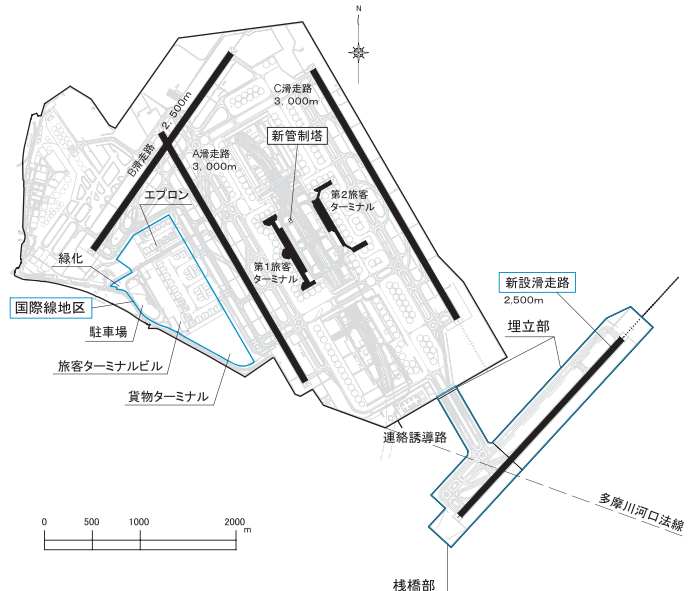 N
C滑走路
3,000m
B滑走路 2,500m
新管制塔
A滑走路
3,000m
エプロン
第2旅客
ターミナル
緑化
第1旅客
ターミナル
国際線地区
新設滑走路
2,500m
駐車場
埋立部
旅客ターミナルビル
貨物ターミナル
連絡誘導路
多摩川河口法線
0 500 1000 2000
m
桟橋部